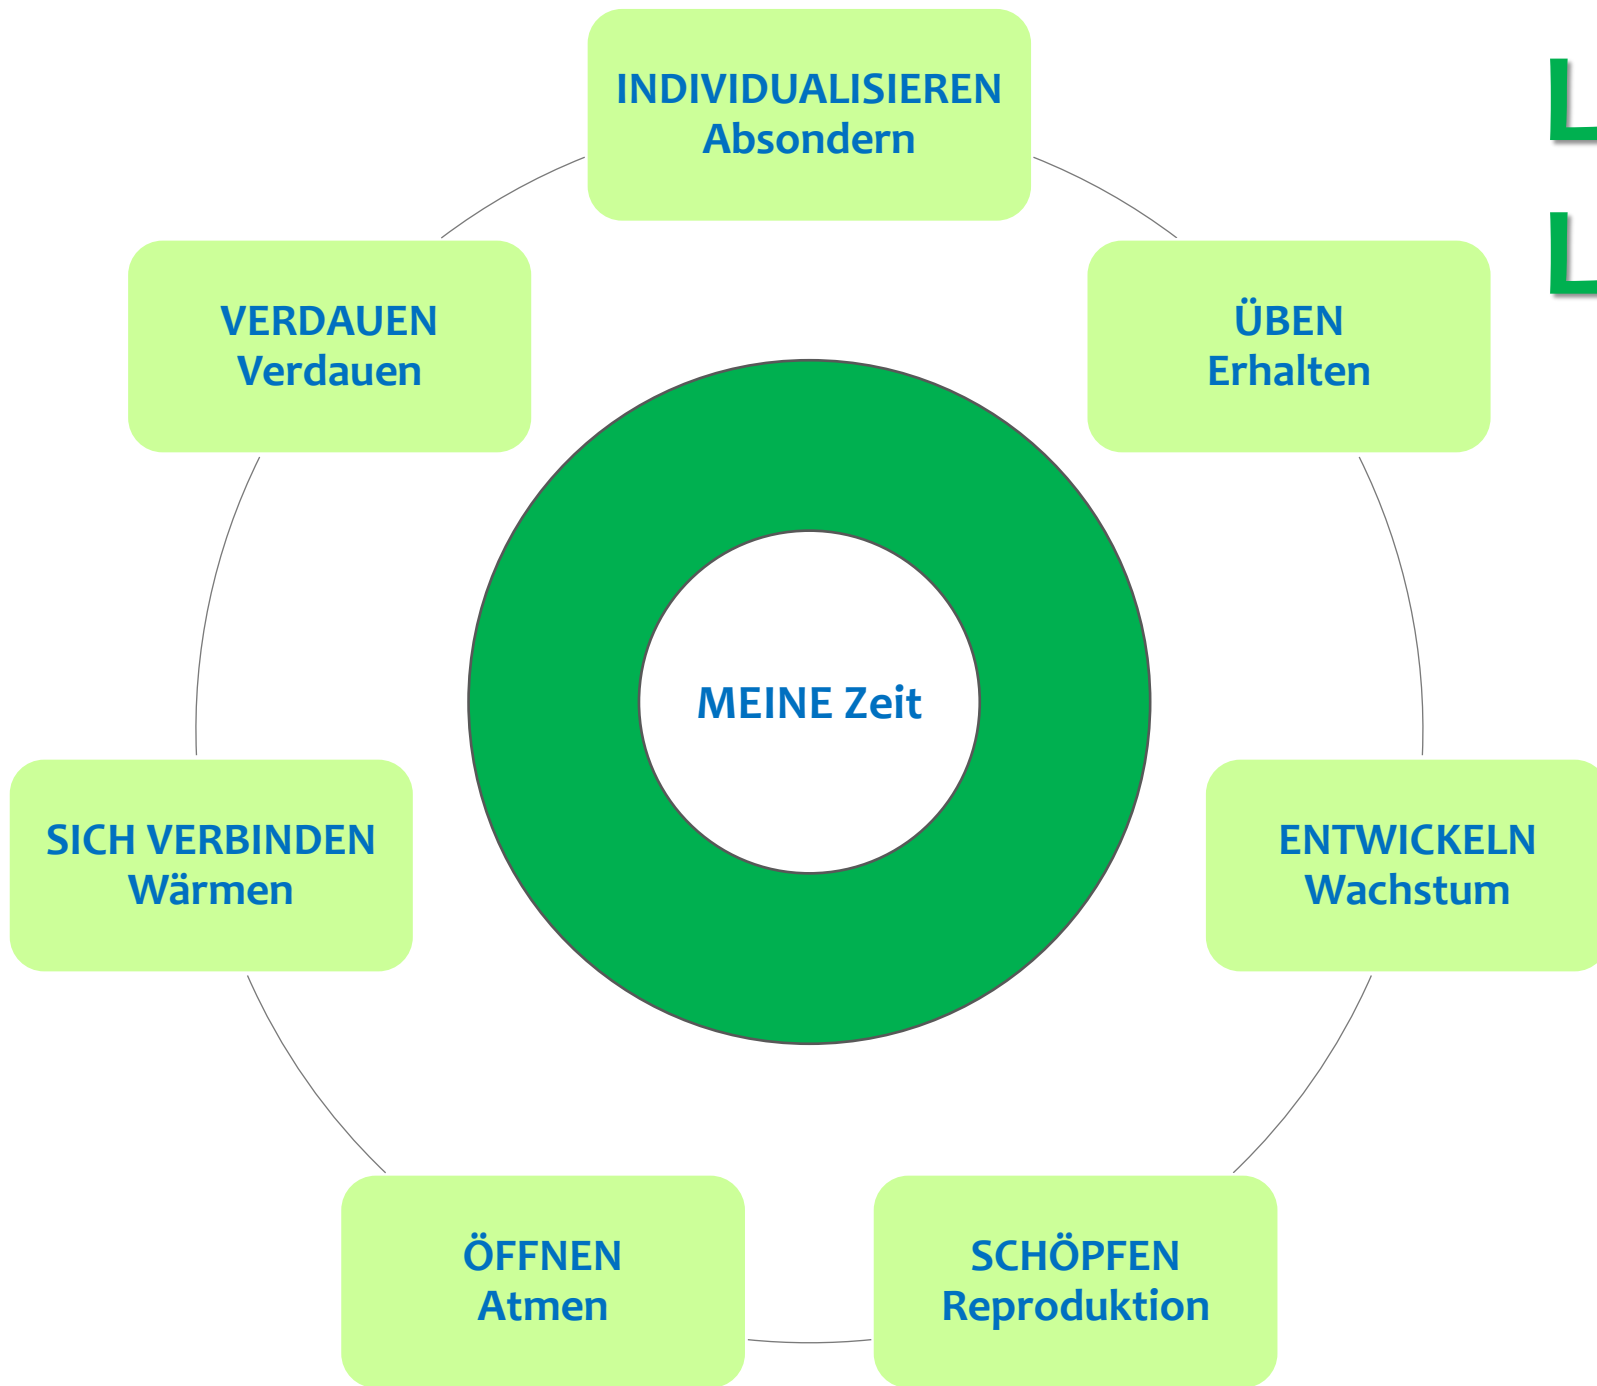 INDIVIDUALISIEREN
Absondern
L
L
VERDAUEN
Verdauen
ÜBEN
Erhalten
MEINE Zeit
SICH VERBINDEN
Wärmen
ENTWICKELN
Wachstum
ÖFFNEN
Atmen
SCHÖPFEN
Reproduktion